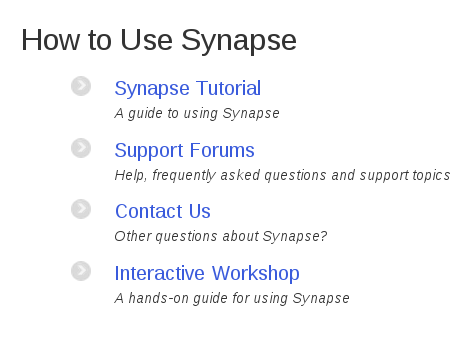 How to Use Synapse
Synapse Tutorial
A guide to using Synapse
Support Forums
Help, frequently asked questions and support topics
Contact Us
Other questions about Synapse?
Interactive Workshop
A hands-on guide for using Synapse